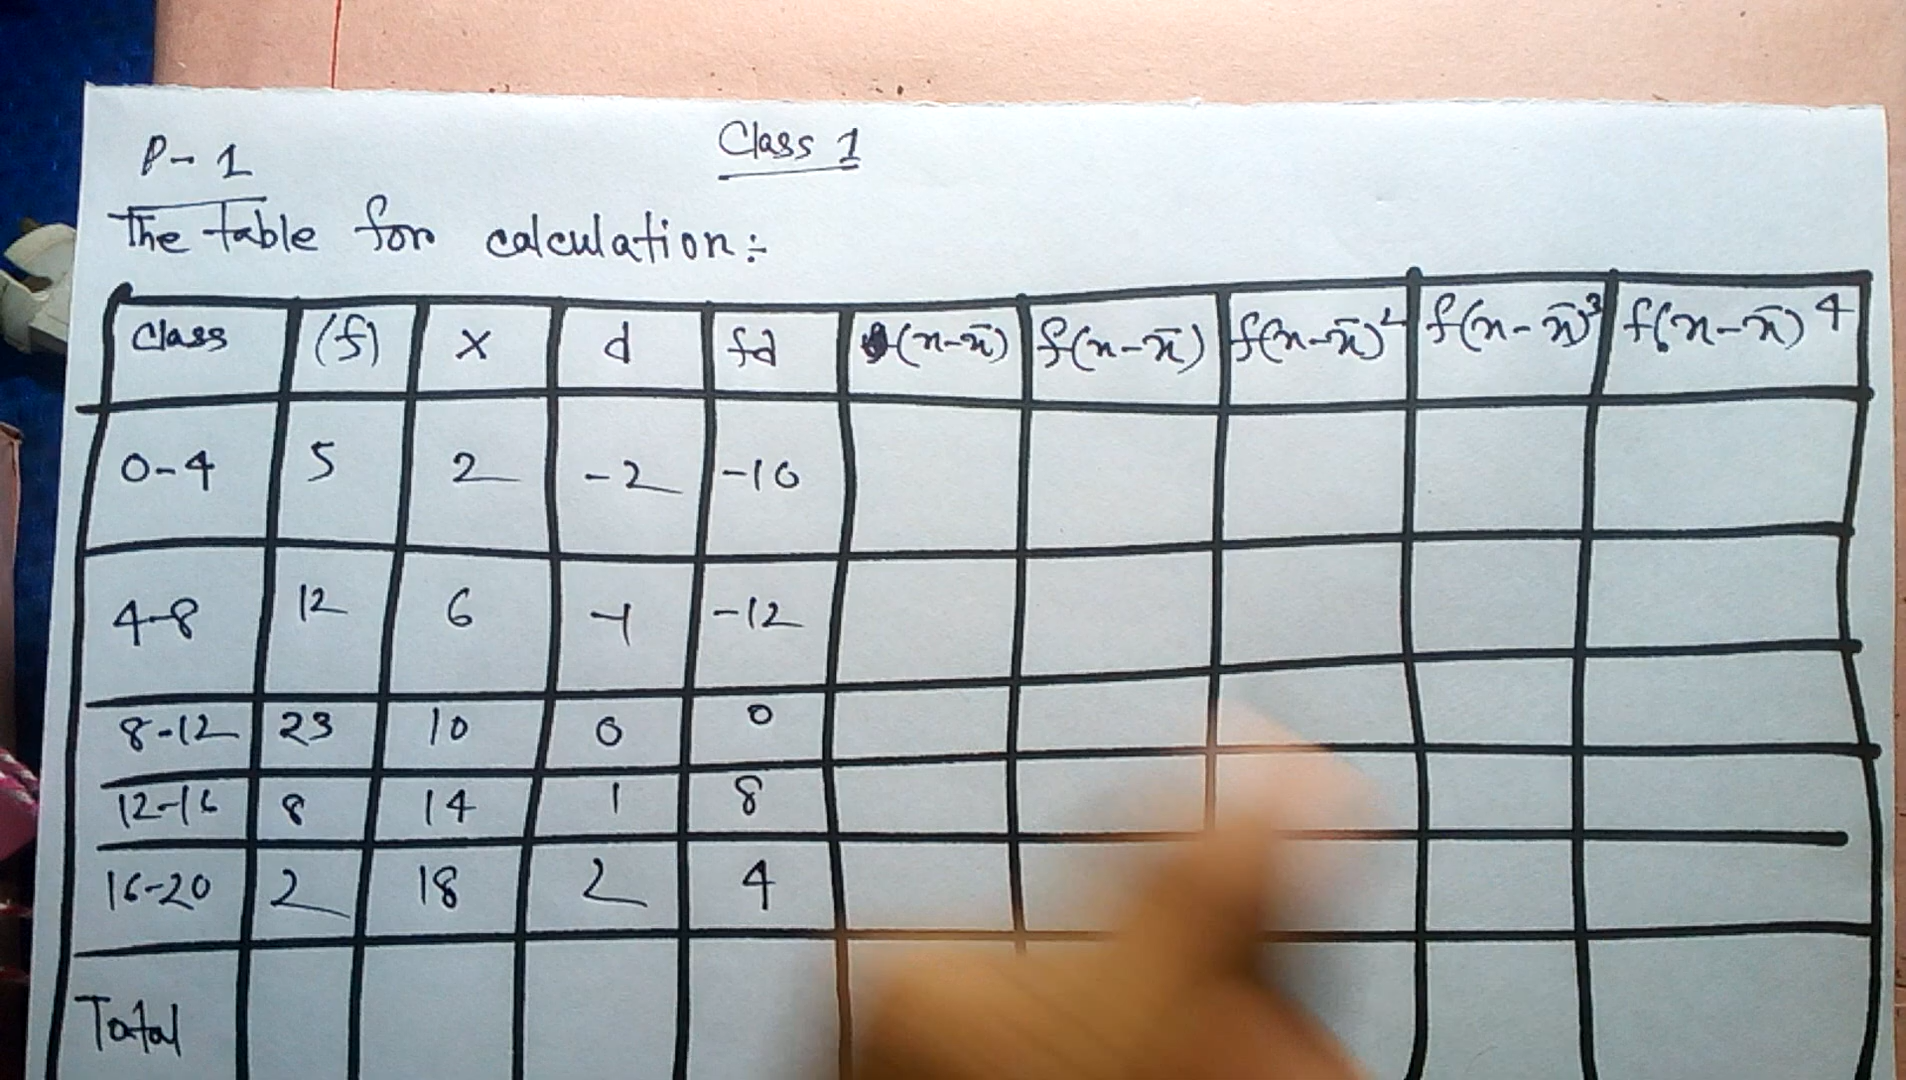 P-1
Class 1
The table for calculation:-
Class (f) x d fd (x-x̄) f(x-x̄) f(x-x̄)² f(x-x̄)³ f(x-x̄)⁴
0-4 5 2 -2 -10
4-8 12 6 -1 -12
8-12 23 10 0 0
12-16 8 14 1 8
16-20 2 18 2 4
Total